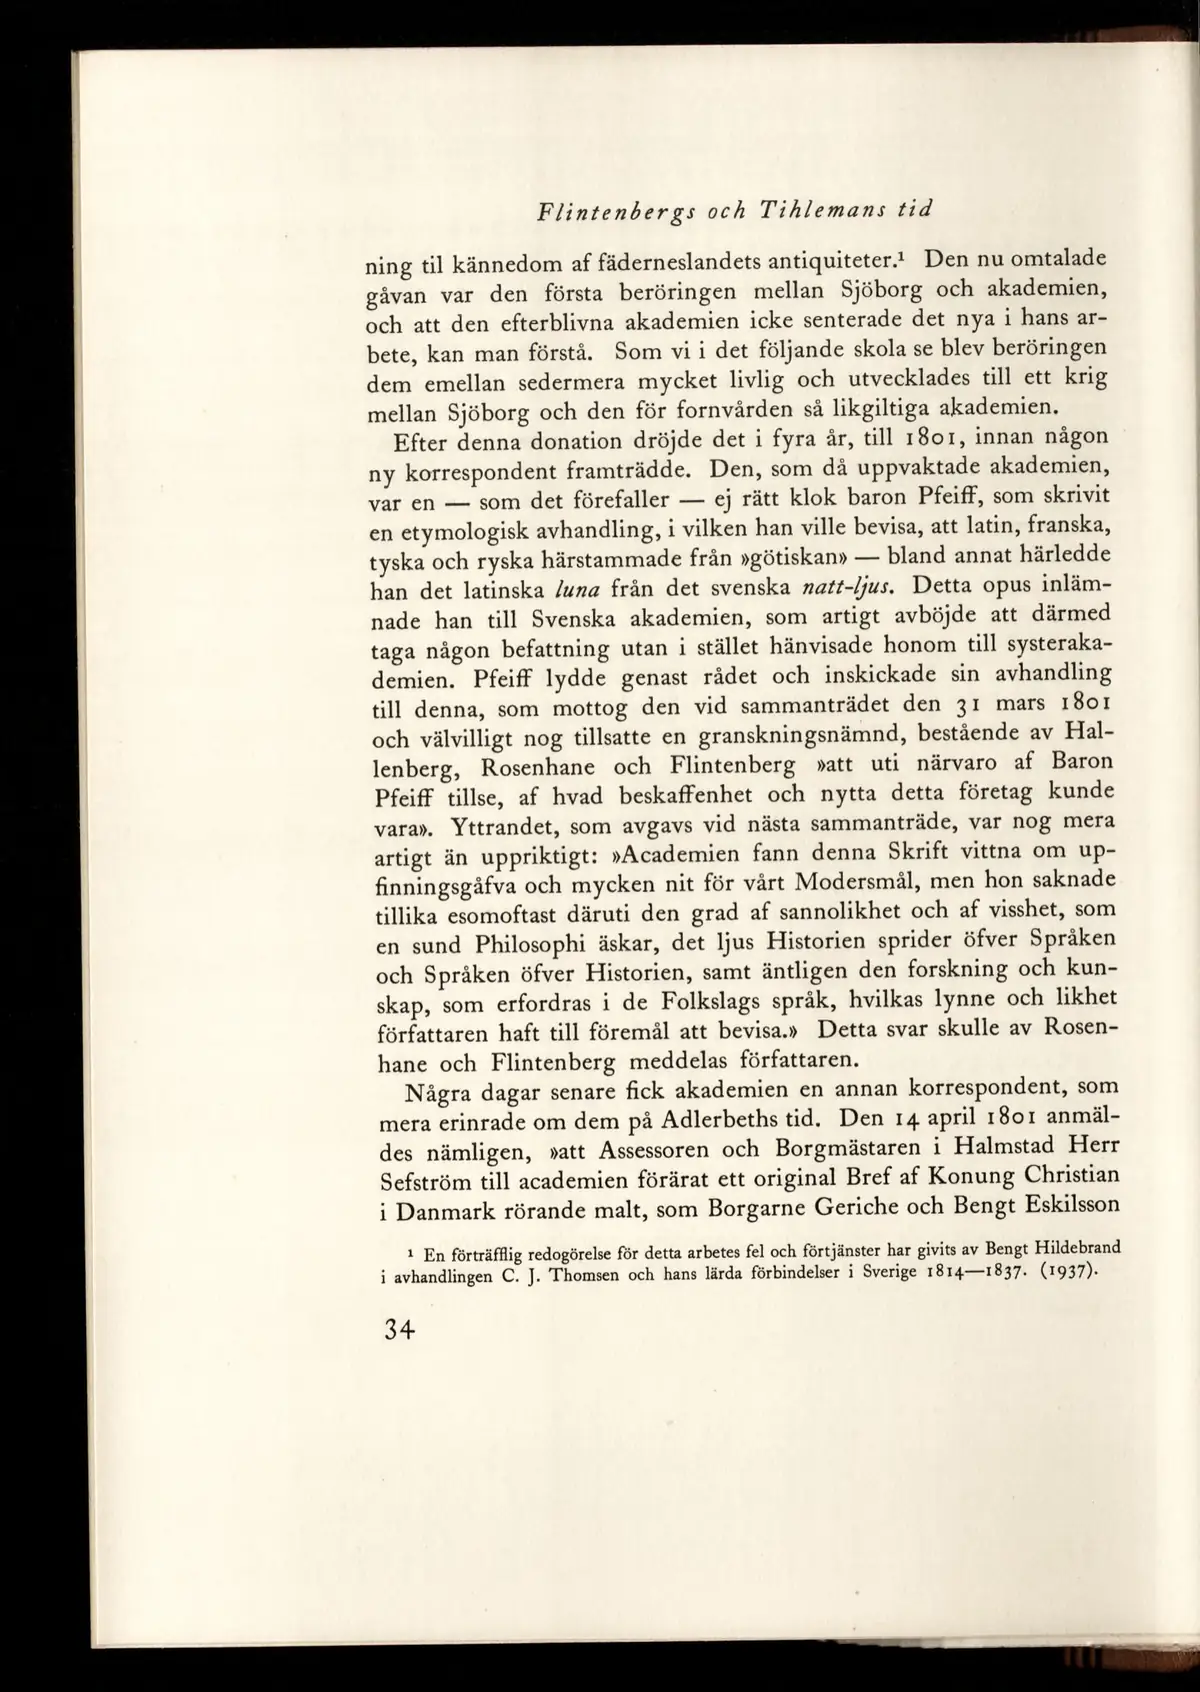 Flintenbergs och Tihlemans tid
ning til kännedom af fäderneslandets antiquiteter.¹ Den nu omtalade
gåvan var den första beröringen mellan Sjöborg och akademien,
och att den efterblivna akademien icke senterade det nya i hans ar-
bete, kan man förstå. Som vi i det följande skola se blev beröringen
dem emellan sedermera mycket livlig och utvecklades till ett krig
mellan Sjöborg och den för fornvården så likgiltiga akademien.
Efter denna donation dröjde det i fyra år, till 1801, innan någon
ny korrespondent framträdde. Den, som då uppvaktade akademien,
var en — som det förefaller — ej rätt klok baron Pfeiff, som skrivit
en etymologisk avhandling, i vilken han ville bevisa, att latin, franska,
tyska och ryska härstammade från »götiskan» — bland annat härledde
han det latinska luna från det svenska natt-ljus. Detta opus inläm-
nade han till Svenska akademien, som artigt avböjde att därmed
taga någon befattning utan i stället hänvisade honom till systeraka-
demien. Pfeiff lydde genast rådet och inskickade sin avhandling
till denna, som mottog den vid sammanträdet den 31 mars 1801
och välvilligt nog tillsatte en granskningsnämnd, bestående av Hal-
lenberg, Rosenhane och Flintenberg »att uti närvaro af Baron
Pfeiff tillse, af hvad beskaffenhet och nytta detta företag kunde
vara». Yttrandet, som avgavs vid nästa sammanträde, var nog mera
artigt än uppriktigt: »Academien fann denna Skrift vittna om up-
finningsgåfva och mycken nit för vårt Modersmål, men hon saknade
tillika esomoftast däruti den grad af sannolikhet och af visshet, som
en sund Philosophi äskar, det ljus Historien sprider öfver Språken
och Språken öfver Historien, samt äntligen den forskning och kun-
skap, som erfordras i de Folkslags språk, hvilkas lynne och likhet
författaren haft till föremål att bevisa.» Detta svar skulle av Rosen-
hane och Flintenberg meddelas författaren.
Några dagar senare fick akademien en annan korrespondent, som
mera erinrade om dem på Adlerbeths tid. Den 14 april 1801 anmäl-
des nämligen, »att Assessoren och Borgmästaren i Halmstad Herr
Sefström till academien förärat ett original Bref af Konung Christian
i Danmark rörande malt, som Borgarne Geriche och Bengt Eskilsson
¹ En förträfflig redogörelse för detta arbetes fel och förtjänster har givits av Bengt Hildebrand
i avhandlingen C. J. Thomsen och hans lärda förbindelser i Sverige 1814—1837. (1937).
34